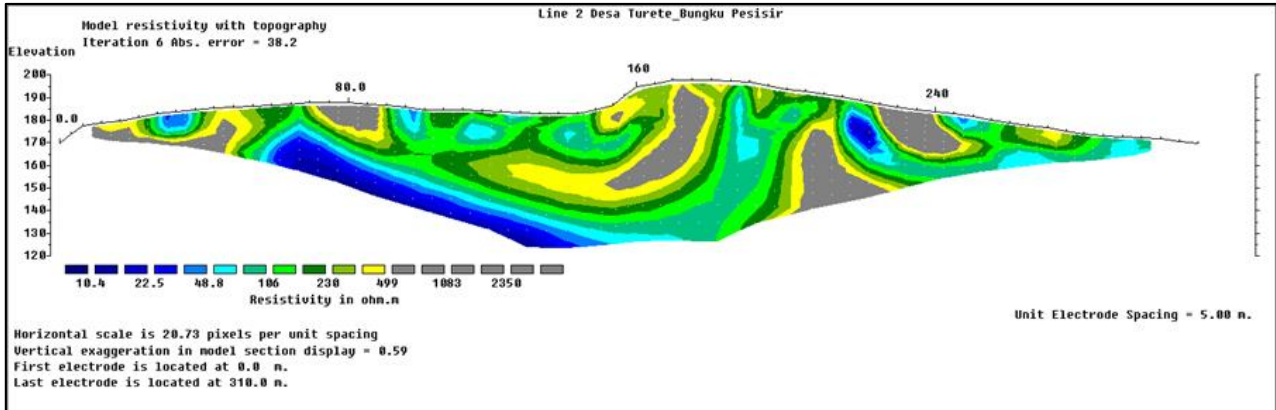 Line 2 Desa Turete_Bungku Pesisir
Model resistivity with topography
Iteration 6 Abs. error = 38.2
Elevation
200
190
180
170
160
150
140
130
120
0.0
80.0
160
240
10.4 22.5 48.8 106 230 499 1083 2350
Resistivity in ohm.m
Unit Electrode Spacing = 5.00 m.
Horizontal scale is 20.73 pixels per unit spacing
Vertical exaggeration in model section display = 0.59
First electrode is located at 0.0 m.
Last electrode is located at 310.0 m.